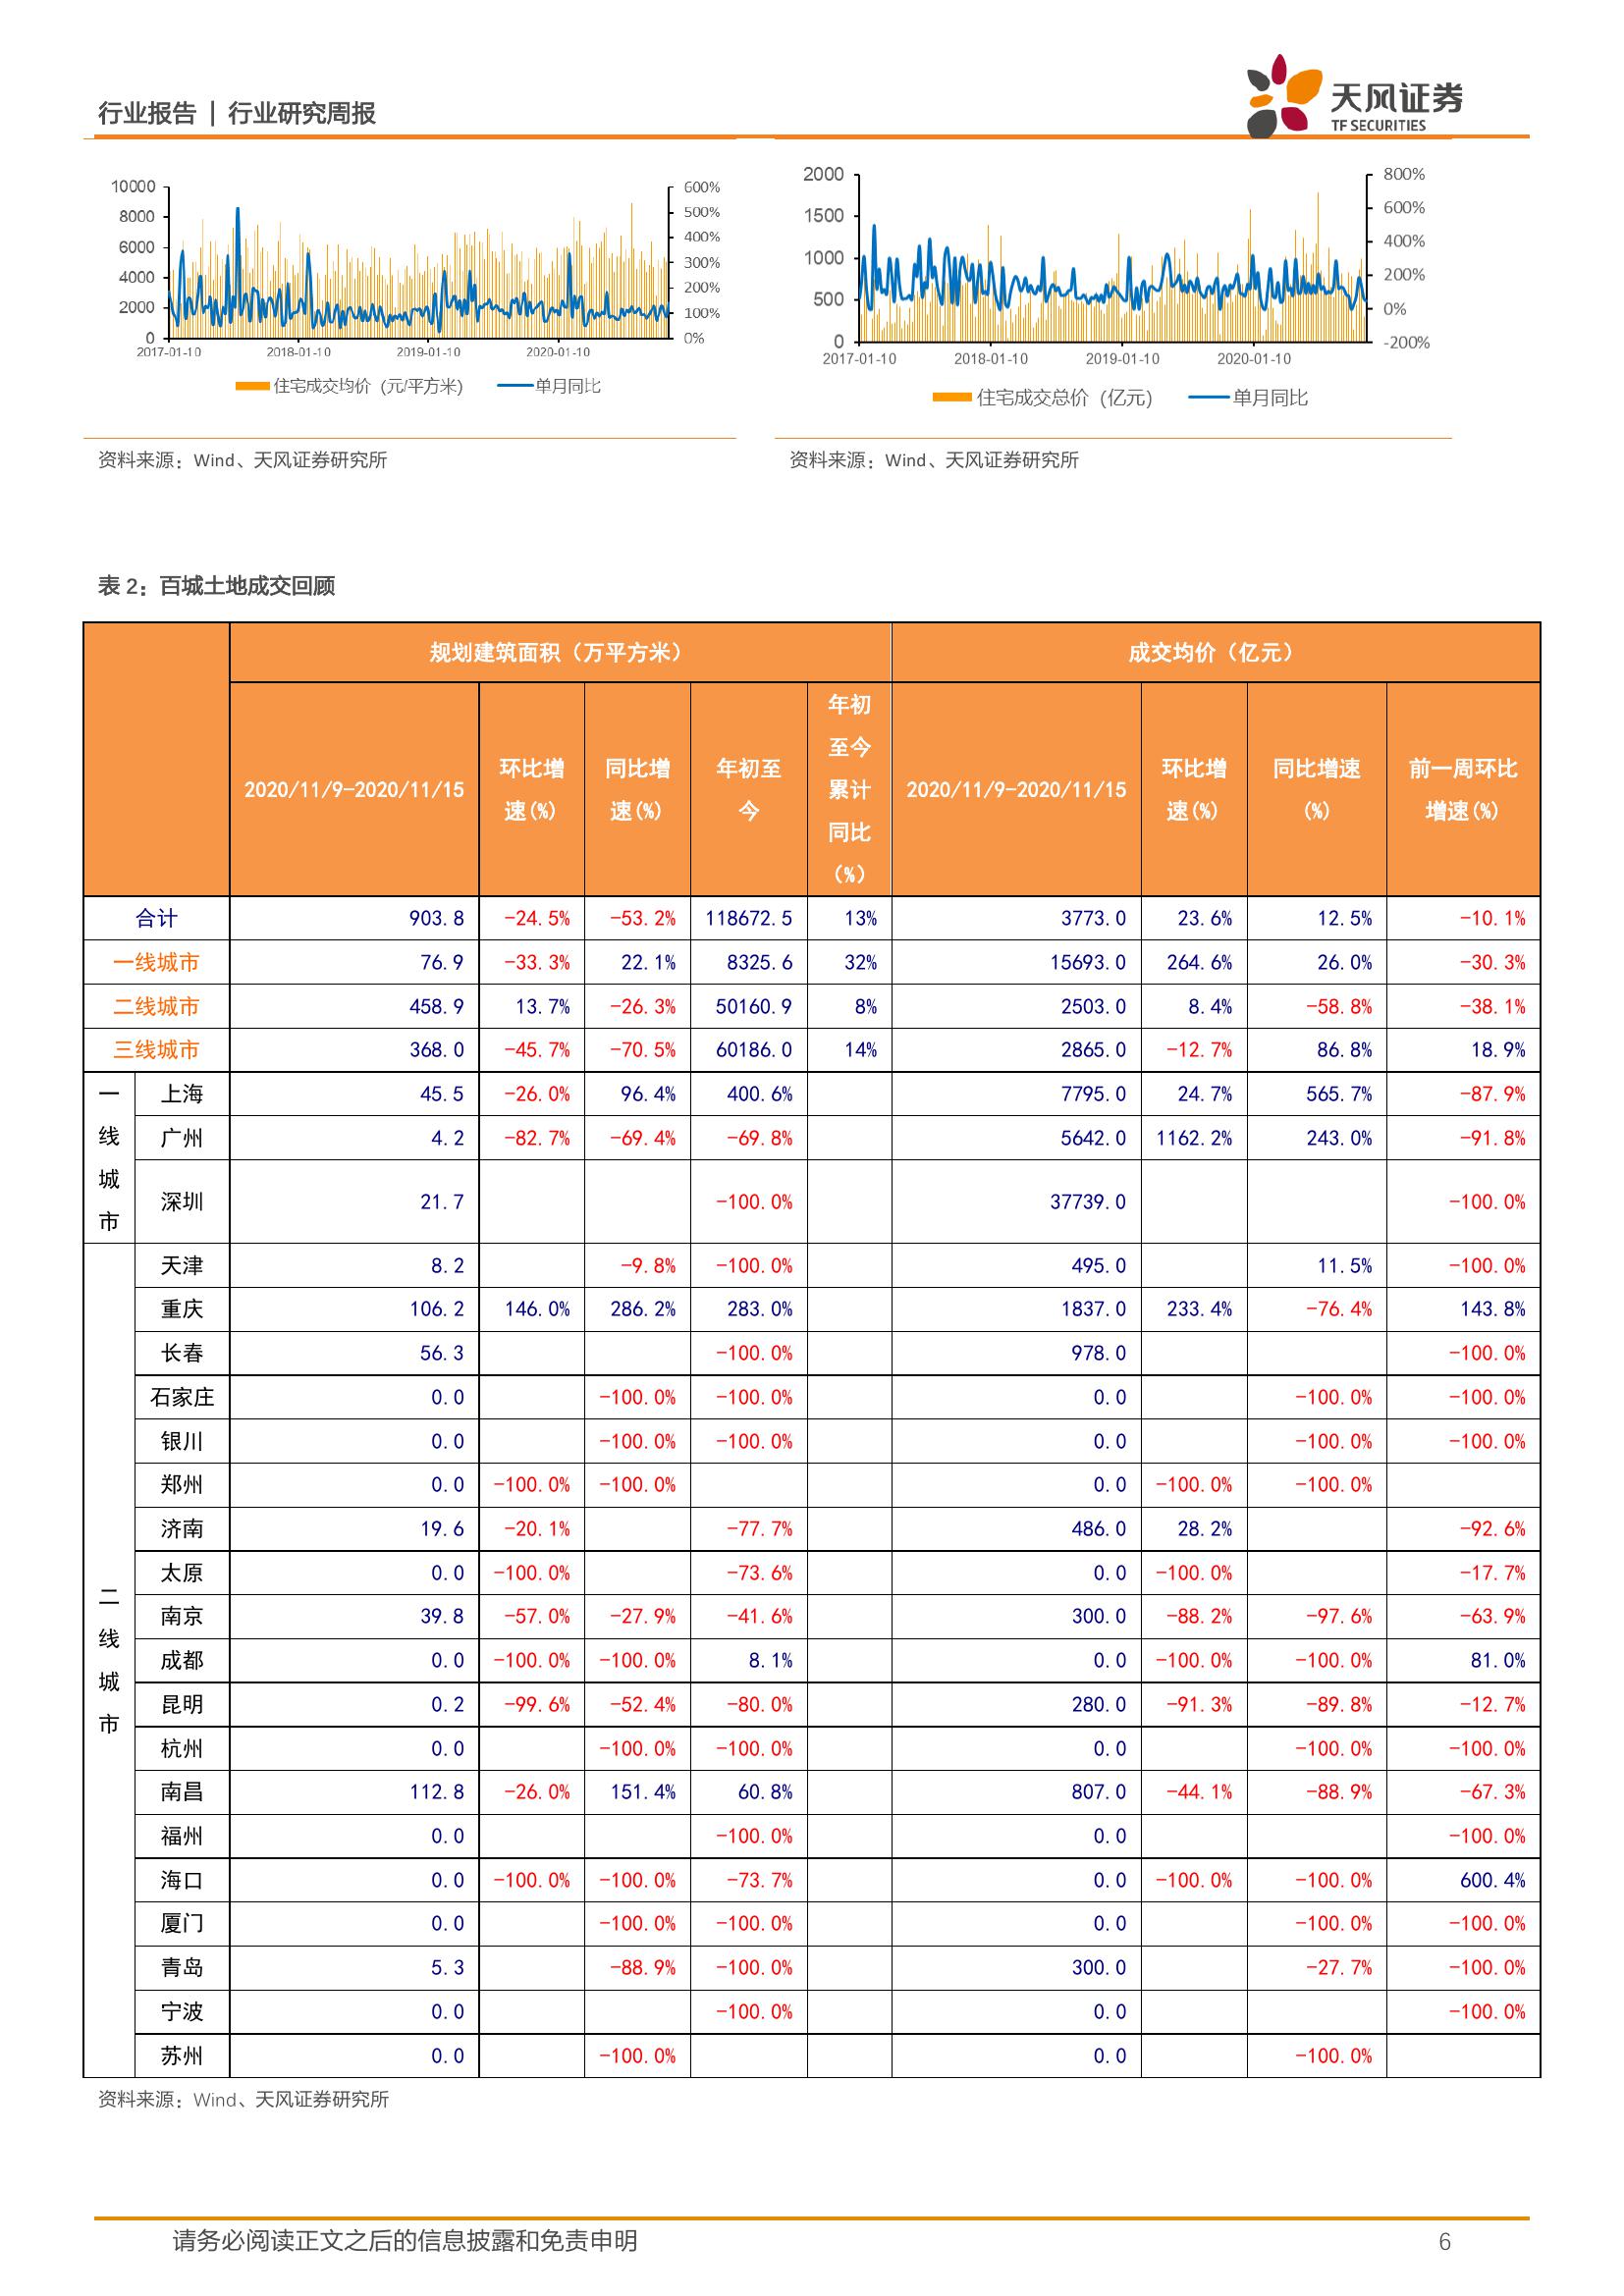 行业报告 | 行业研究周报
天风证券
TF SECURITIES
10000
8000
6000
4000
2000
0
600%
500%
400%
300%
200%
100%
0%
2017-01-10 2018-01-10 2019-01-10 2020-01-10
住宅成交均价（元/平方米） 单月同比
2000
1500
1000
500
0
800%
600%
400%
200%
0%
-200%
2017-01-10 2018-01-10 2019-01-10 2020-01-10
住宅成交总价（亿元） 单月同比
资料来源：Wind、天风证券研究所 资料来源：Wind、天风证券研究所
表 2：百城土地成交回顾
规划建筑面积（万平方米） 成交均价（亿元）
2020/11/9-2020/11/15 环比增速(%) 同比增速(%) 年初至今 年初至今累计同比(%) 2020/11/9-2020/11/15 环比增速(%) 同比增速(%) 前一周环比增速(%)
合计 903.8 -24.5% -53.2% 118672.5 13% 3773.0 23.6% 12.5% -10.1%
一线城市 76.9 -33.3% 22.1% 8325.6 32% 15693.0 264.6% 26.0% -30.3%
二线城市 458.9 13.7% -26.3% 50160.9 8% 2503.0 8.4% -58.8% -38.1%
三线城市 368.0 -45.7% -70.5% 60186.0 14% 2865.0 -12.7% 86.8% 18.9%
一线城市
上海 45.5 -26.0% 96.4% 400.6% 7795.0 24.7% 565.7% -87.9%
广州 4.2 -82.7% -69.4% -69.8% 5642.0 1162.2% 243.0% -91.8%
深圳 21.7 -100.0% 37739.0 -100.0%
二线城市
天津 8.2 -9.8% -100.0% 495.0 11.5% -100.0%
重庆 106.2 146.0% 286.2% 283.0% 1837.0 233.4% -76.4% 143.8%
长春 56.3 -100.0% 978.0 -100.0%
石家庄 0.0 -100.0% -100.0% 0.0 -100.0% -100.0%
银川 0.0 -100.0% -100.0% 0.0 -100.0% -100.0%
郑州 0.0 -100.0% -100.0% 0.0 -100.0% -100.0%
济南 19.6 -20.1% -77.7% 486.0 28.2% -92.6%
太原 0.0 -100.0% -73.6% 0.0 -100.0% -17.7%
南京 39.8 -57.0% -27.9% -41.6% 300.0 -88.2% -97.6% -63.9%
成都 0.0 -100.0% -100.0% 8.1% 0.0 -100.0% -100.0% 81.0%
昆明 0.2 -99.6% -52.4% -80.0% 280.0 -91.3% -89.8% -12.7%
杭州 0.0 -100.0% -100.0% 0.0 -100.0% -100.0%
南昌 112.8 -26.0% 151.4% 60.8% 807.0 -44.1% -88.9% -67.3%
福州 0.0 -100.0% 0.0 -100.0%
海口 0.0 -100.0% -100.0% -73.7% 0.0 -100.0% -100.0% 600.4%
厦门 0.0 -100.0% -100.0% 0.0 -100.0% -100.0%
青岛 5.3 -88.9% -100.0% 300.0 -27.7% -100.0%
宁波 0.0 -100.0% 0.0 -100.0%
苏州 0.0 -100.0% 0.0 -100.0%
资料来源：Wind、天风证券研究所
请务必阅读正文之后的信息披露和免责申明 6